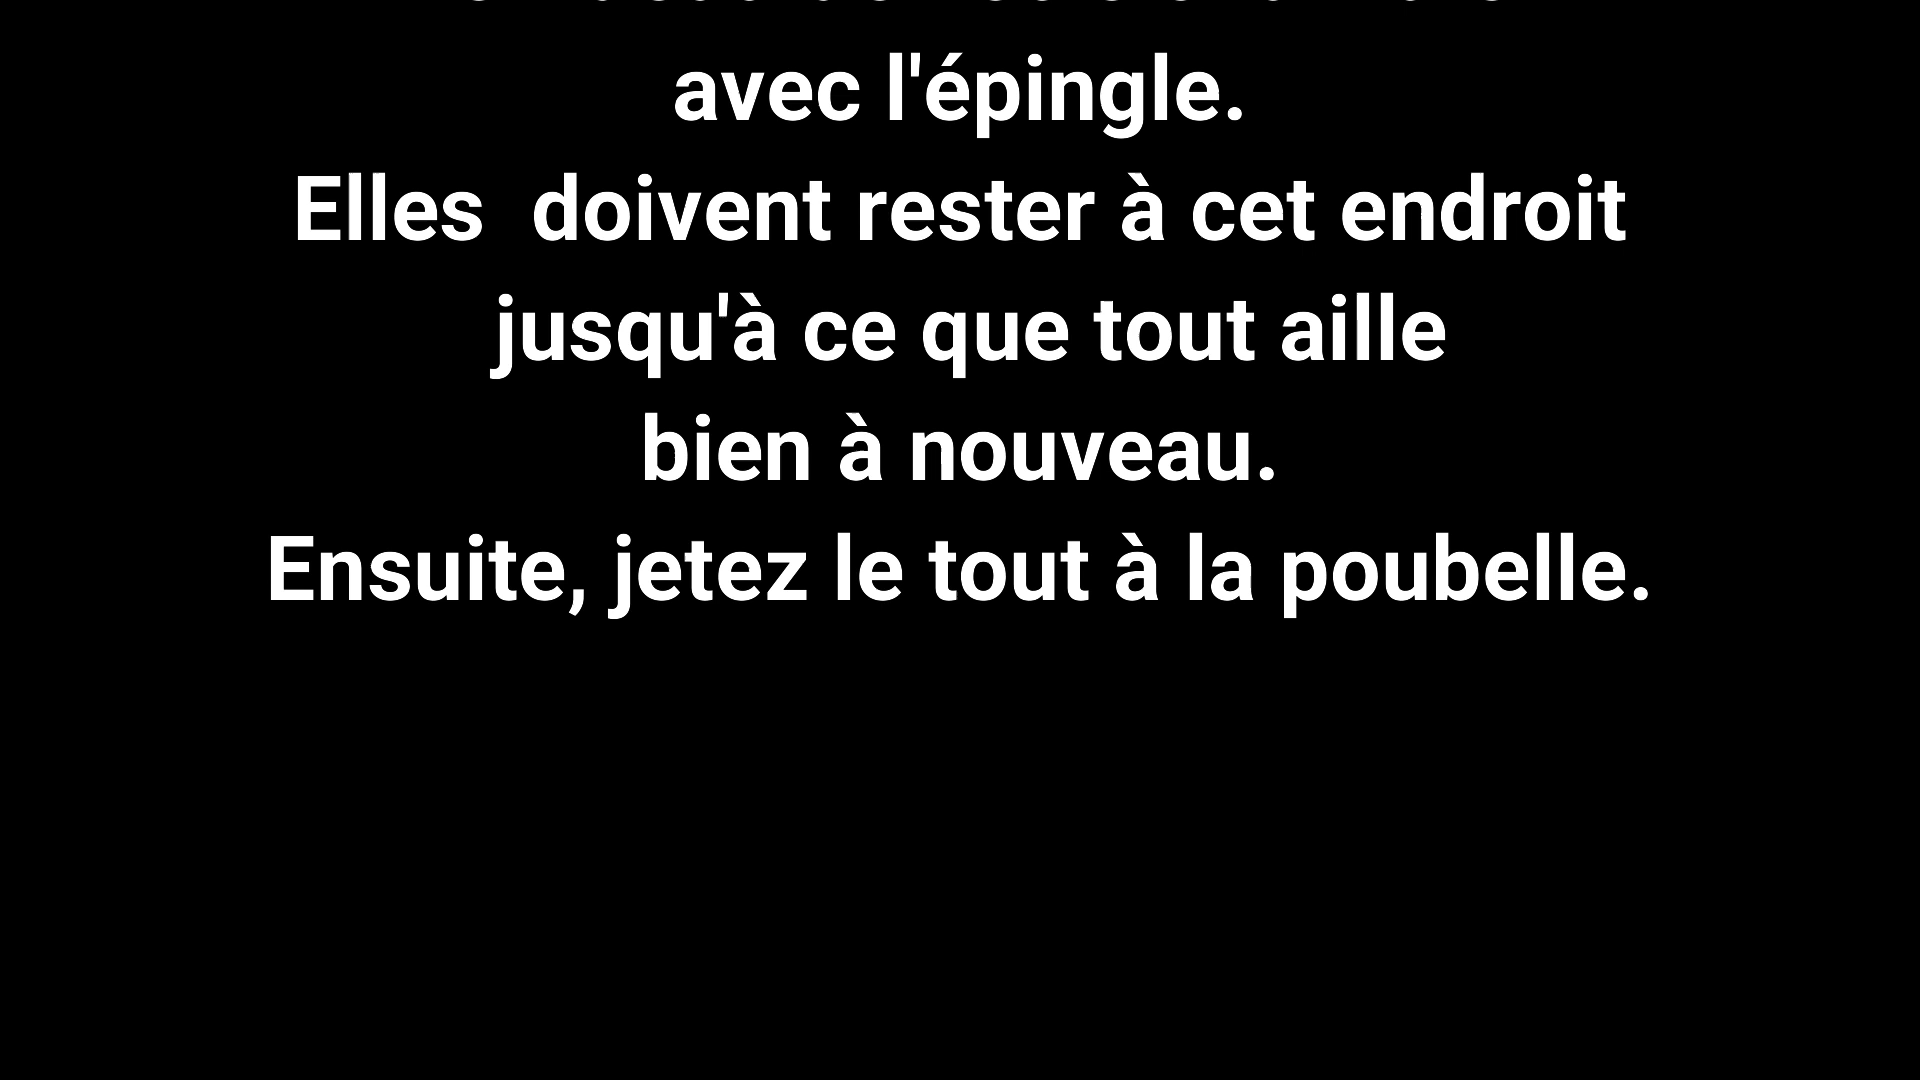 avec l'épingle.
Elles  doivent rester à cet endroit
jusqu'à ce que tout aille
bien à nouveau.
Ensuite, jetez le tout à la poubelle.